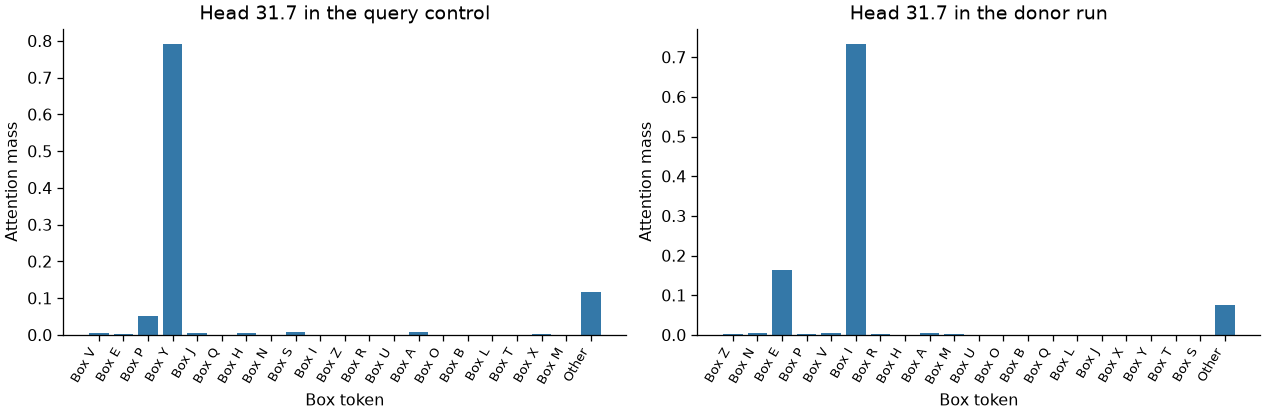 Head 31.7 in the query control
Attention mass
0.8
0.7
0.6
0.5
0.4
0.3
0.2
0.1
0.0
Box V
Box E
Box P
Box Y
Box J
Box Q
Box H
Box N
Box S
Box I
Box Z
Box R
Box U
Box A
Box O
Box B
Box L
Box T
Box X
Box M
Other
Box token
Head 31.7 in the donor run
Attention mass
0.7
0.6
0.5
0.4
0.3
0.2
0.1
0.0
Box Z
Box N
Box E
Box P
Box V
Box I
Box R
Box H
Box A
Box M
Box U
Box O
Box B
Box Q
Box L
Box J
Box X
Box Y
Box T
Box S
Other
Box token